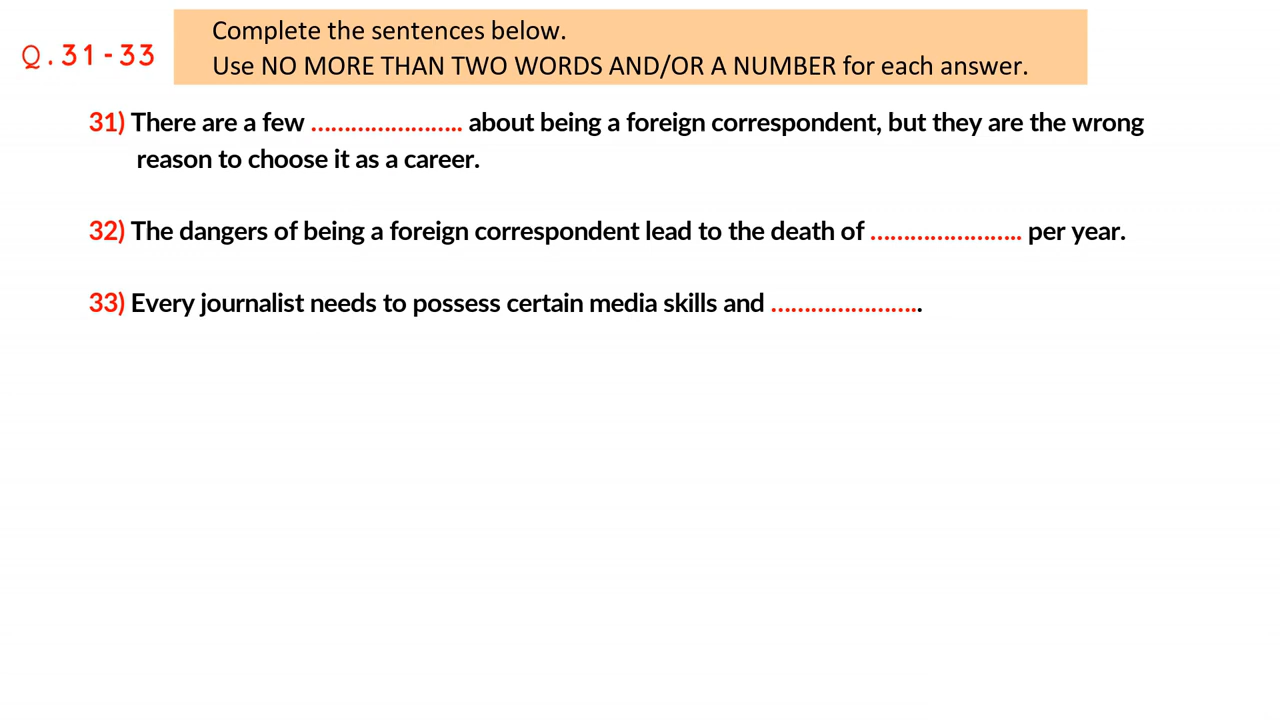 Complete the sentences below.
Q.31-33
Use NO MORE THAN TWO WORDS AND/OR A NUMBER for each answer.
31) There are a few ………………….. about being a foreign correspondent, but they are the wrong
reason to choose it as a career.
32) The dangers of being a foreign correspondent lead to the death of ………………….. per year.
33) Every journalist needs to possess certain media skills and …………………..